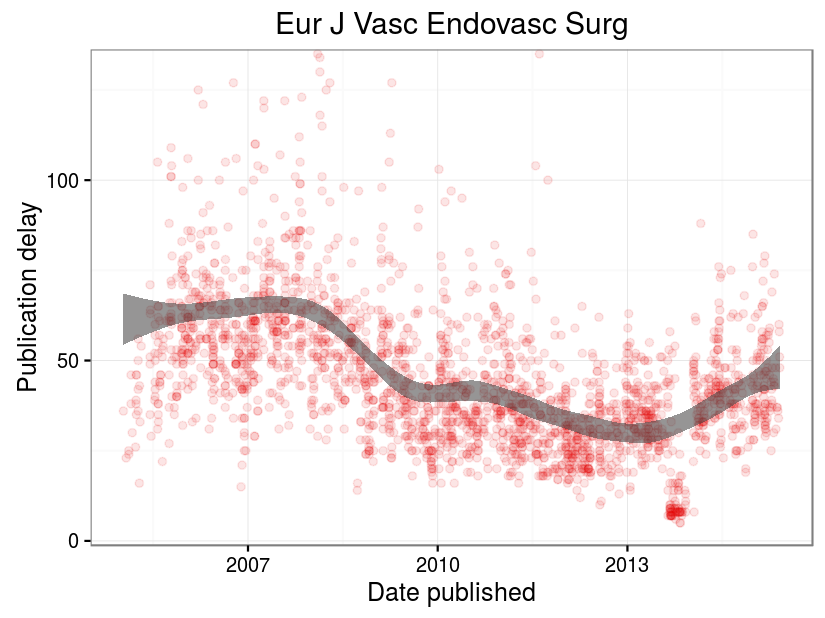 Eur J Vasc Endovasc Surg
Publication delay
100
50
0
2007 2010 2013
Date published